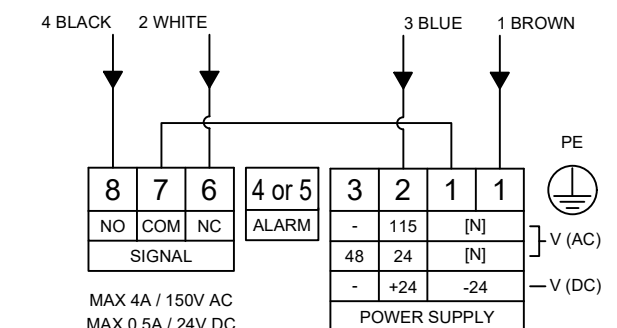 4 BLACK 2 WHITE 3 BLUE 1 BROWN
PE
8 7 6 4 or 5 3 2 1 1
NO COM NC ALARM - 115 [N]
V (AC)
SIGNAL 48 24 [N]
- +24 -24 V (DC)
MAX 4A / 150V AC
POWER SUPPLY
MAX 0.5A / 24V DC